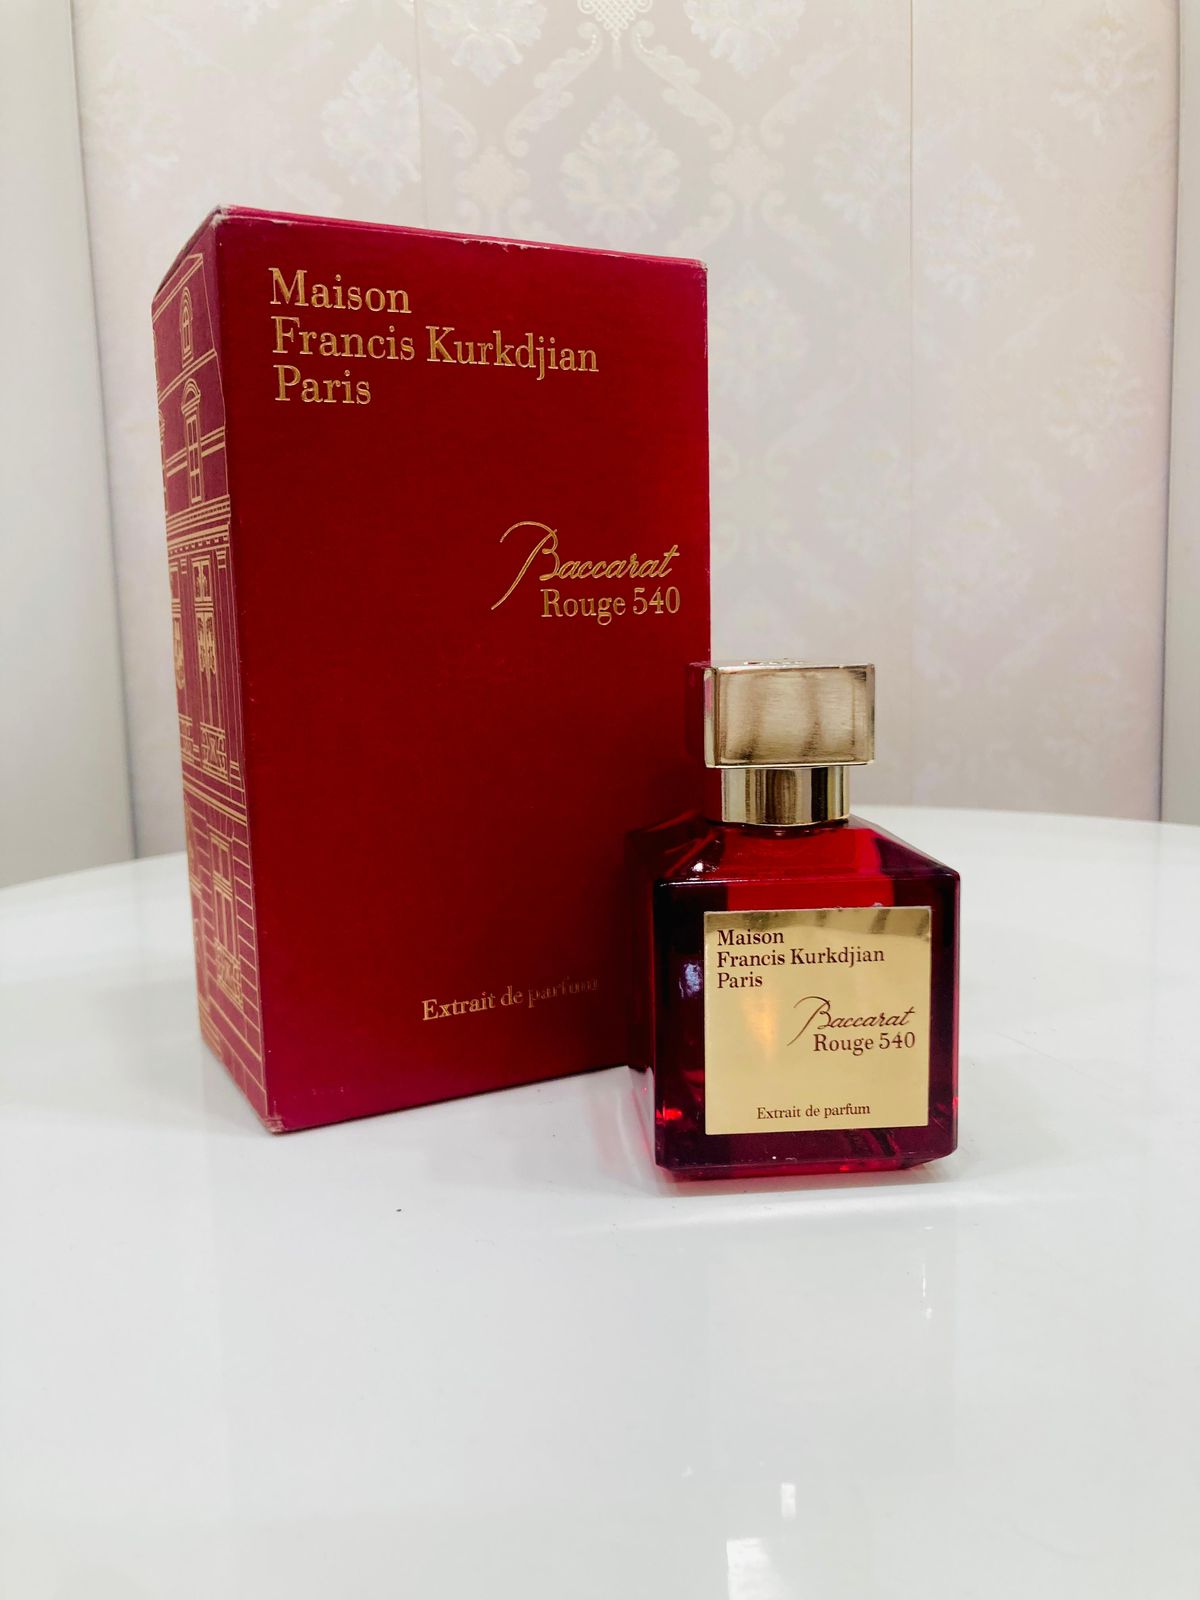 Maison
Francis Kurkdjian
Paris
Baccarat
Rouge 540
Extrait de parfum
Maison
Francis Kurkdjian
Paris
Baccarat
Rouge 540
Extrait de parfum